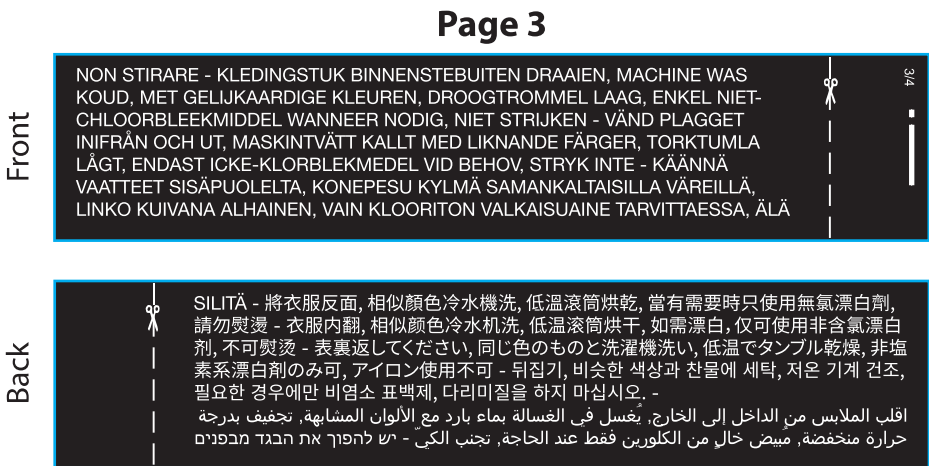 Page 3
Front
NON STIRARE - KLEDINGSTUK BINNENSTEBUITEN DRAAIEN, MACHINE WAS
KOUD, MET GELIJKAARDIGE KLEUREN, DROOGTROMMEL LAAG, ENKEL NIET-
CHLOORBLEEKMIDDEL WANNEER NODIG, NIET STRIJKEN - VÄND PLAGGET
INIFRÅN OCH UT, MASKINTVÄTT KALLT MED LIKNANDE FÄRGER, TORKTUMLA
LÅGT, ENDAST ICKE-KLORBLEKMEDEL VID BEHOV, STRYK INTE - KÄÄNNÄ
VAATTEET SISÄPUOLELTA, KONEPESU KYLMÄ SAMANKALTAISILLA VÄREILLÄ,
LINKO KUIVANA ALHAINEN, VAIN KLOORITON VALKAISUAINE TARVITTAESSA, ÄLÄ
3/4
Back
SILITÄ - 將衣服反面, 相似顏色冷水機洗, 低溫滾筒烘乾, 當有需要時只使用無氯漂白劑,
請勿熨燙 - 衣服内翻, 相似颜色冷水机洗, 低温滚筒烘干, 如需漂白, 仅可使用非含氯漂白
剂, 不可熨烫 - 表裏返してください, 同じ色のものと洗濯機洗い, 低温でタンブル乾燥, 非塩
素系漂白剤のみ可, アイロン使用不可 - 뒤집기, 비슷한 색상과 찬물에 세탁, 저온 기계 건조,
필요한 경우에만 비염소 표백제, 다리미질을 하지 마십시오. -
اقلب الملابس من الداخل إلى الخارج, يُغسل في الغسالة بماء بارد مع الألوان المشابهة, تجفيف بدرجة
حرارة منخفضة, مُبيض خالٍ من الكلورين فقط عند الحاجة, تجنب الكيّ - יש להפוך את הבגד מבפנים